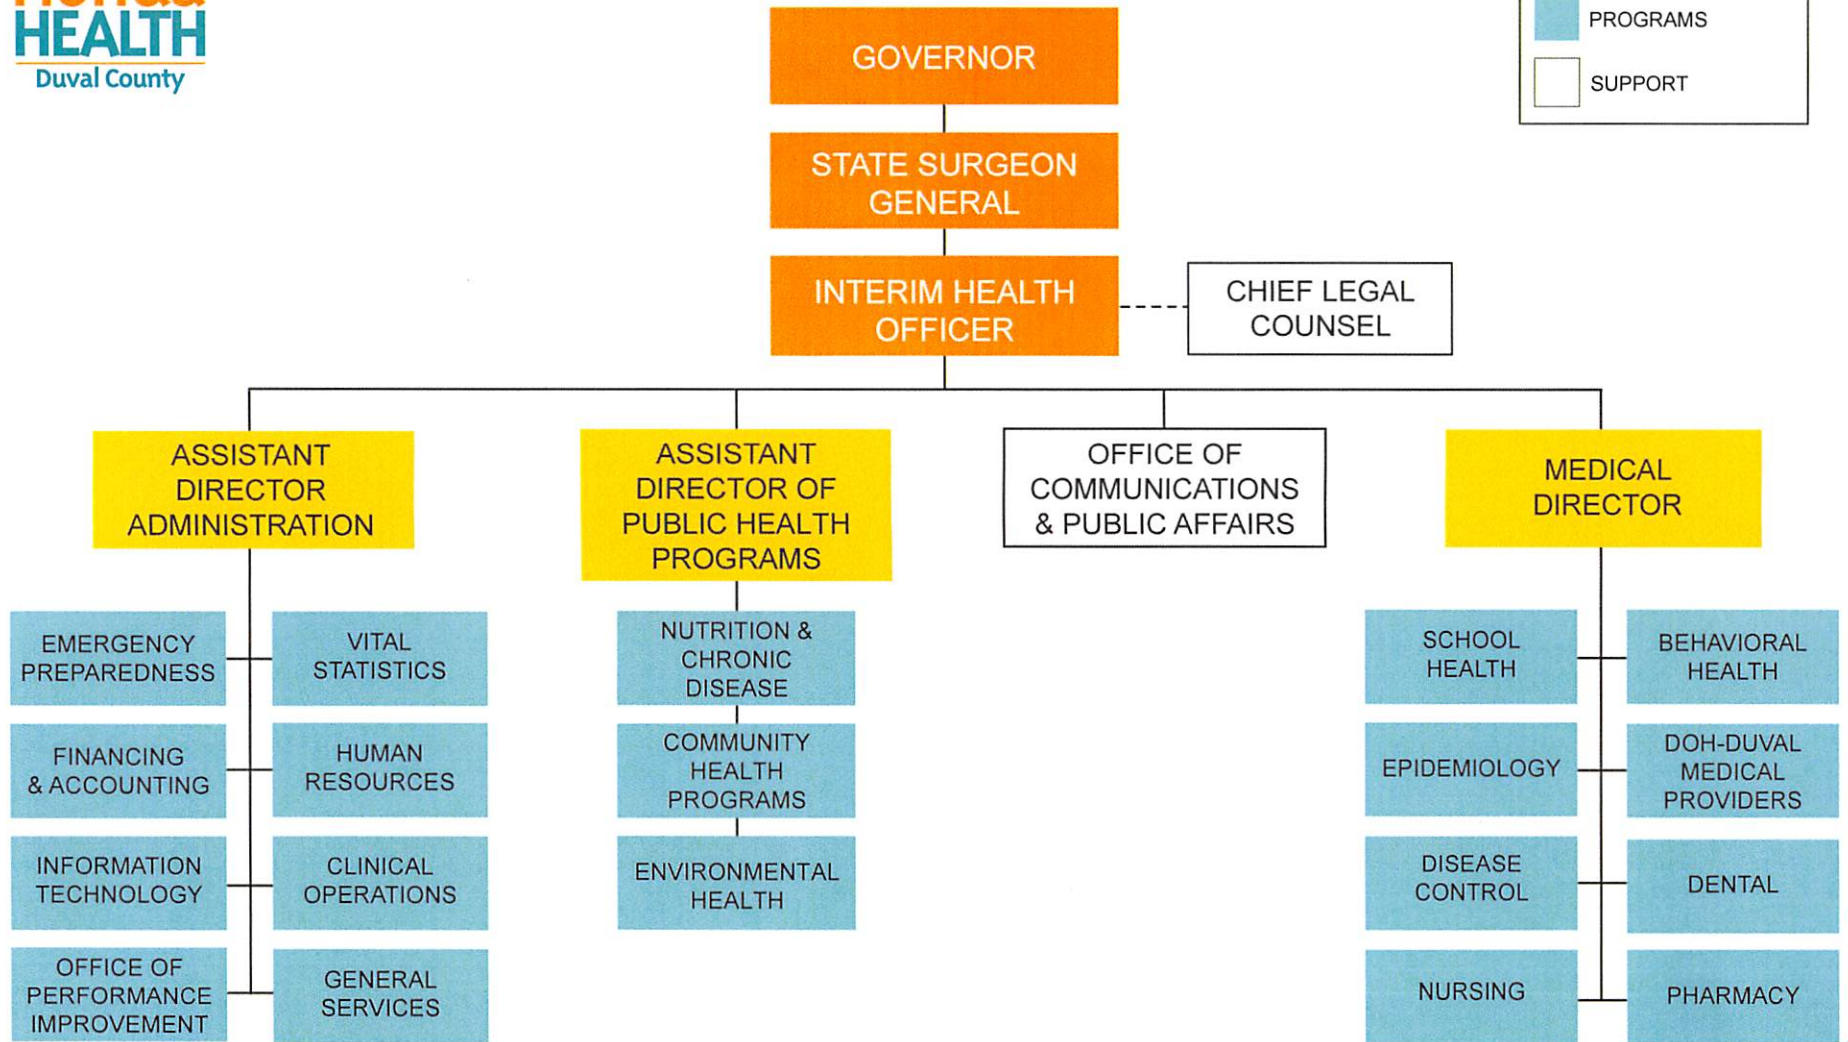 HEALTH
Duval County
PROGRAMS
SUPPORT
GOVERNOR
STATE SURGEON
GENERAL
INTERIM HEALTH
OFFICER
CHIEF LEGAL
COUNSEL
ASSISTANT
DIRECTOR
ADMINISTRATION
ASSISTANT
DIRECTOR OF
PUBLIC HEALTH
PROGRAMS
OFFICE OF
COMMUNICATIONS
& PUBLIC AFFAIRS
MEDICAL
DIRECTOR
EMERGENCY
PREPAREDNESS
VITAL
STATISTICS
FINANCING
& ACCOUNTING
HUMAN
RESOURCES
INFORMATION
TECHNOLOGY
CLINICAL
OPERATIONS
OFFICE OF
PERFORMANCE
IMPROVEMENT
GENERAL
SERVICES
NUTRITION &
CHRONIC
DISEASE
COMMUNITY
HEALTH
PROGRAMS
ENVIRONMENTAL
HEALTH
SCHOOL
HEALTH
BEHAVIORAL
HEALTH
EPIDEMIOLOGY
DOH-DUVAL
MEDICAL
PROVIDERS
DISEASE
CONTROL
DENTAL
NURSING
PHARMACY